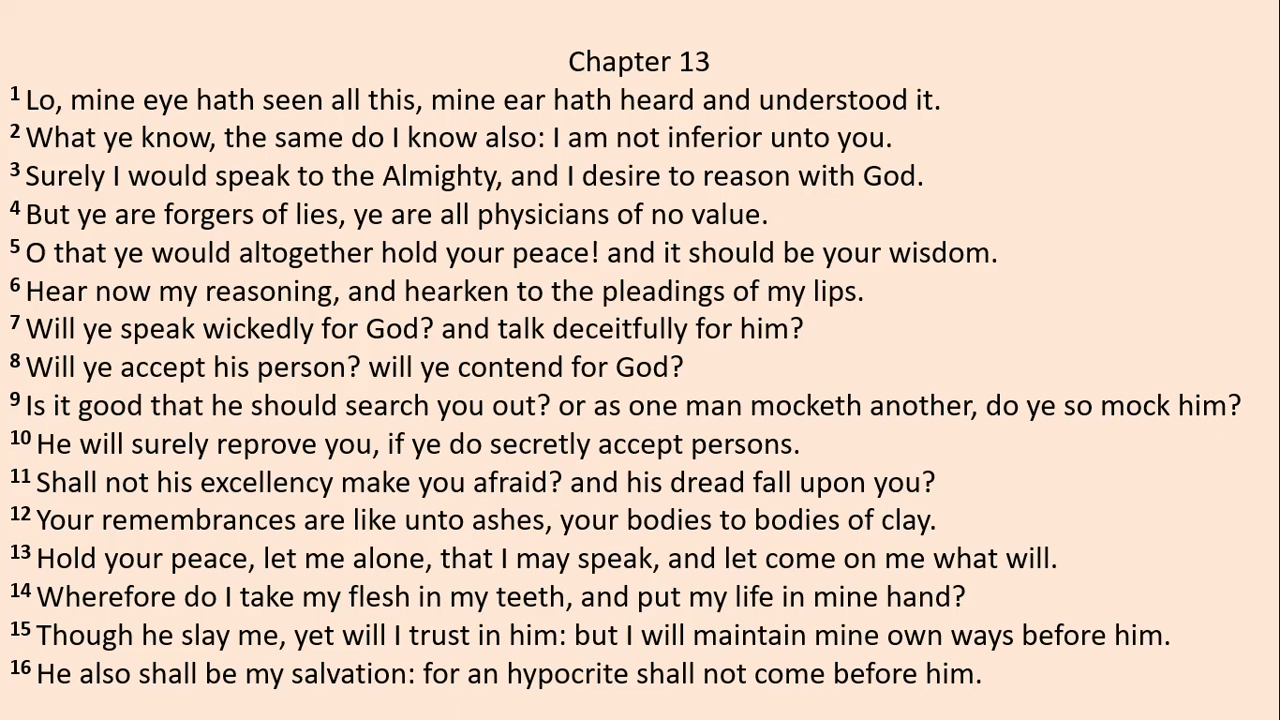 Chapter 13
1 Lo, mine eye hath seen all this, mine ear hath heard and understood it.
2 What ye know, the same do I know also: I am not inferior unto you.
3 Surely I would speak to the Almighty, and I desire to reason with God.
4 But ye are forgers of lies, ye are all physicians of no value.
5 O that ye would altogether hold your peace! and it should be your wisdom.
6 Hear now my reasoning, and hearken to the pleadings of my lips.
7 Will ye speak wickedly for God? and talk deceitfully for him?
8 Will ye accept his person? will ye contend for God?
9 Is it good that he should search you out? or as one man mocketh another, do ye so mock him?
10 He will surely reprove you, if ye do secretly accept persons.
11 Shall not his excellency make you afraid? and his dread fall upon you?
12 Your remembrances are like unto ashes, your bodies to bodies of clay.
13 Hold your peace, let me alone, that I may speak, and let come on me what will.
14 Wherefore do I take my flesh in my teeth, and put my life in mine hand?
15 Though he slay me, yet will I trust in him: but I will maintain mine own ways before him.
16 He also shall be my salvation: for an hypocrite shall not come before him.